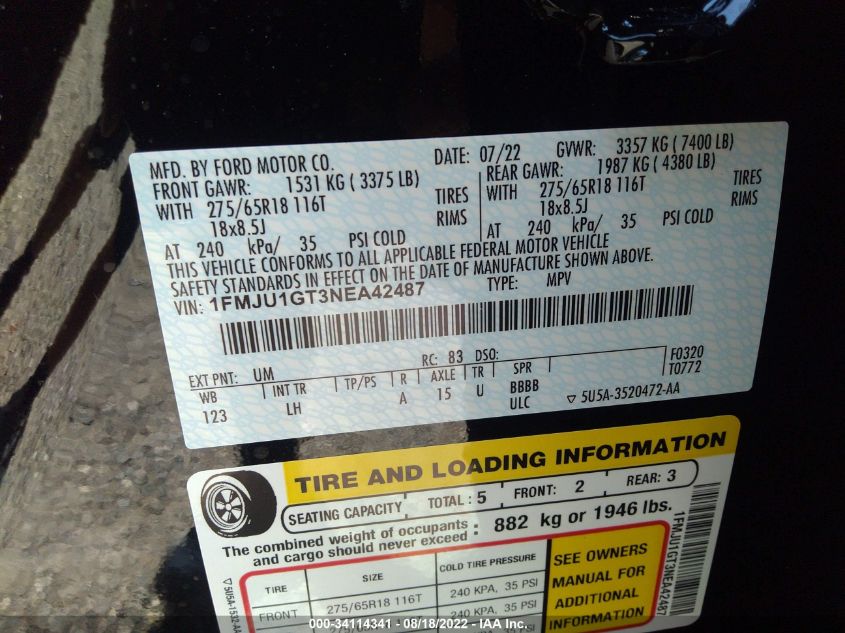 MFD. BY FORD MOTOR CO. DATE: 07/22 GVWR: 3357 KG ( 7400 LB)
FRONT GAWR: 1531 KG ( 3375 LB) REAR GAWR: 1987 KG ( 4380 LB)
WITH 275/65R18 116T TIRES WITH 275/65R18 116T TIRES
18x8.5J RIMS 18x8.5J RIMS
AT 240 kPa/ 35 PSI COLD AT 240 kPa/ 35 PSI COLD
THIS VEHICLE CONFORMS TO ALL APPLICABLE FEDERAL MOTOR VEHICLE
SAFETY STANDARDS IN EFFECT ON THE DATE OF MANUFACTURE SHOWN ABOVE.
VIN: 1FMJU1GT3NEA42487 TYPE: MPV
EXT PNT: UM RC: 83 DSO: F0320
WB INT TR TP/PS R AXLE TR SPR T0772
123 LH A 15 U BBBB
ULC ▽ 5U5A-3520472-AA
TIRE AND LOADING INFORMATION
SEATING CAPACITY TOTAL : 5 FRONT: 2 REAR: 3
The combined weight of occupants and cargo should never exceed : 882 kg or 1946 lbs.
TIRE SIZE COLD TIRE PRESSURE
FRONT 275/65R18 116T 240 KPA, 35 PSI
240 KPA, 35 PSI
SEE OWNERS
MANUAL FOR
ADDITIONAL
INFORMATION
1FMJU1GT3NEA42487
▽ 5U5A-1532-AA
000-34114341 - 08/18/2022 - IAA Inc.